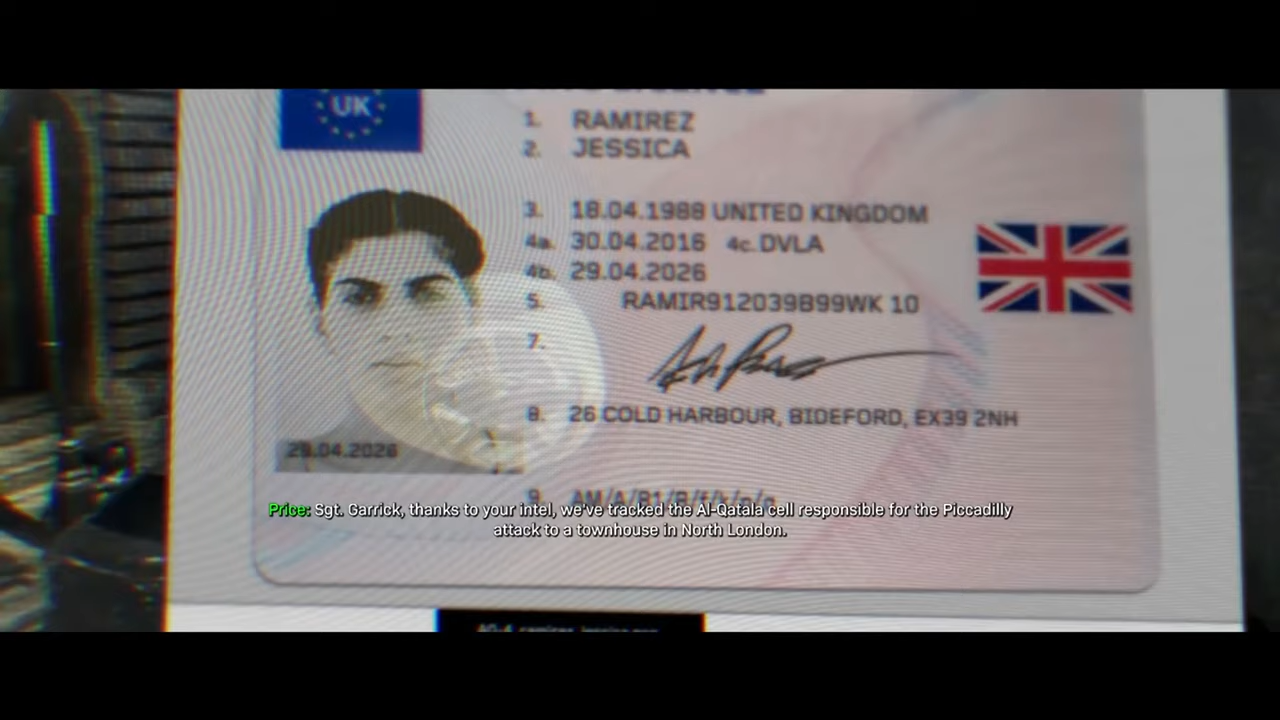 UK
1. RAMIREZ
2. JESSICA
3. 18.04.1988 UNITED KINGDOM
4a. 30.04.2016 4c. DVLA
4b. 29.04.2026
5. RAMIR912039B99WK 10
7.
8. 26 COLD HARBOUR, BIDEFORD, EX39 2NH
29.04.2026
9. AM/A/B1/B/f/k/p/q
Price: Sgt. Garrick, thanks to your intel, we've tracked the Al-Qatala cell responsible for the Piccadilly
attack to a townhouse in North London.